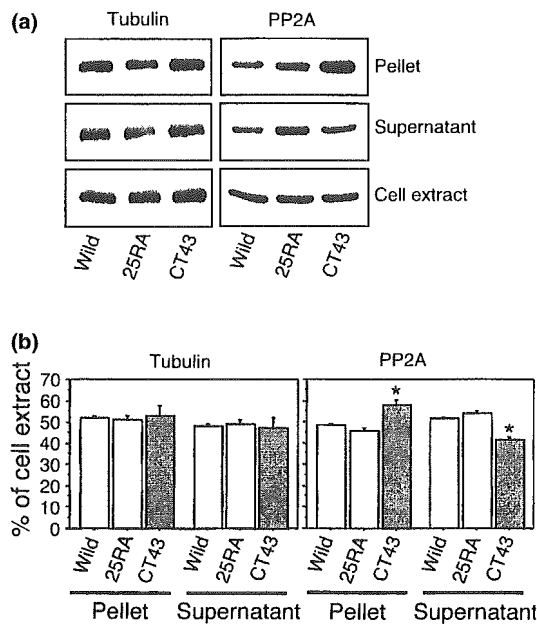 (a)
Tubulin PP2A
Pellet
Supernatant
Cell extract
Wild 25RA CT43 Wild 25RA CT43
(b)
Tubulin PP2A
% of cell extract
70
60
50
40
30
20
10
0
* *
Wild 25RA CT43 Wild 25RA CT43 Wild 25RA CT43 Wild 25RA CT43
Pellet Supernatant Pellet Supernatant